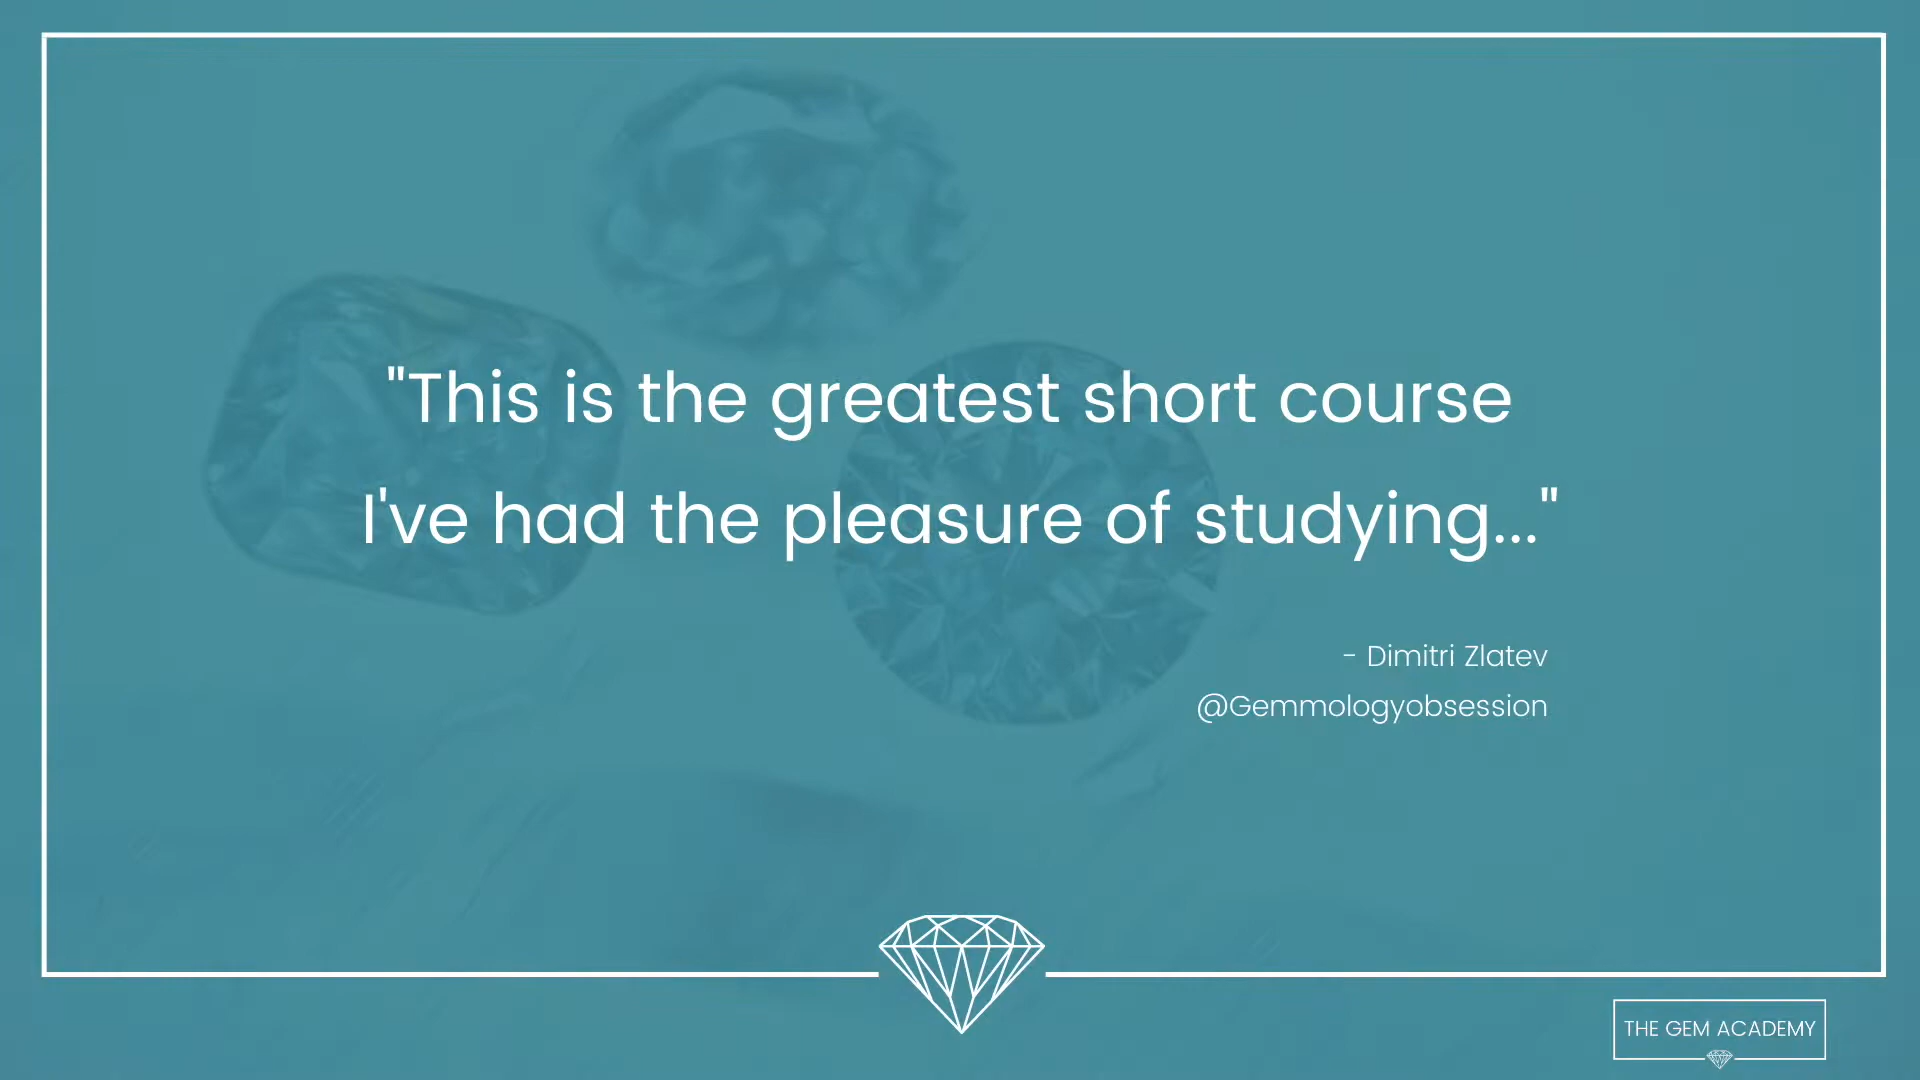 "This is the greatest short course
I've had the pleasure of studying..."
- Dimitri Zlatev
@Gemmologyobsession
THE GEM ACADEMY